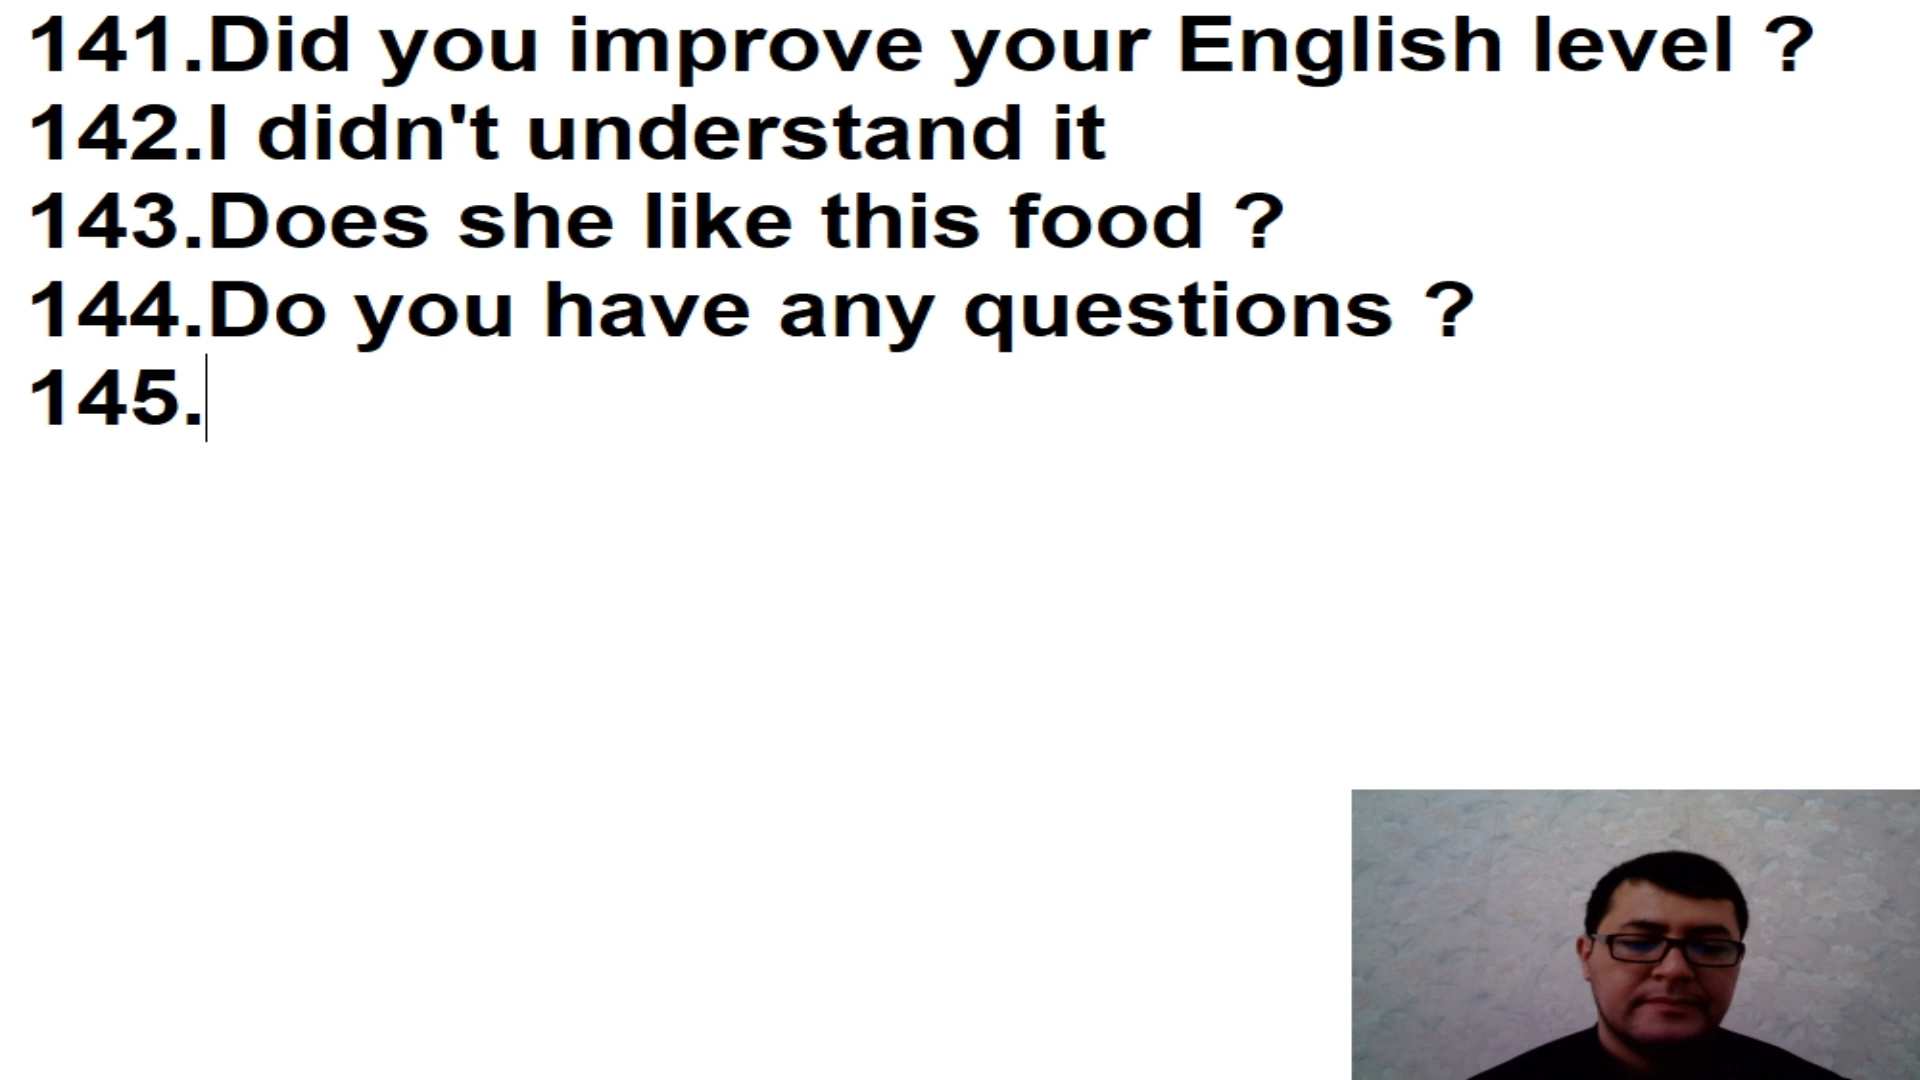 141.Did you improve your English level ?
142.I didn't understand it
143.Does she like this food ?
144.Do you have any questions ?
145.